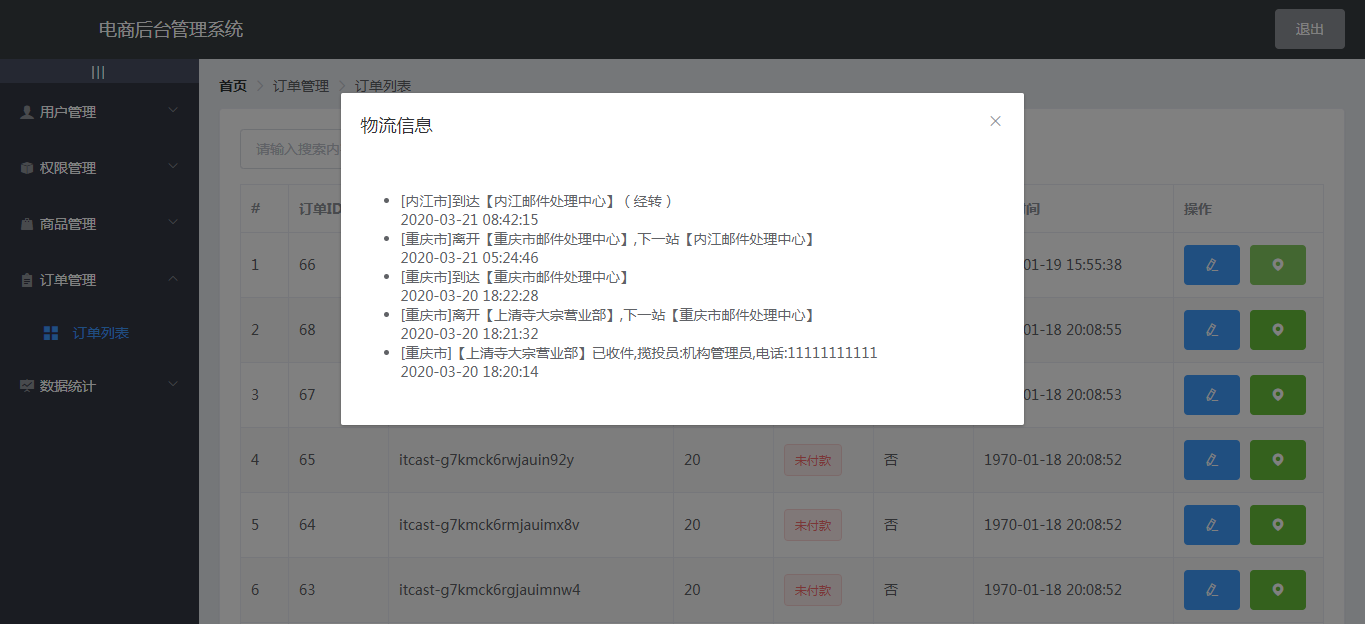 电商后台管理系统
退出
|||
首页 > 订单管理 > 订单列表
用户管理
权限管理
商品管理
订单管理
订单列表
数据统计
请输入搜索内
物流信息
[内江市]到达【内江邮件处理中心】（经转）
2020-03-21 08:42:15
[重庆市]离开【重庆市邮件处理中心】,下一站【内江邮件处理中心】
2020-03-21 05:24:46
[重庆市]到达【重庆市邮件处理中心】
2020-03-20 18:22:28
[重庆市]离开【上清寺大宗营业部】,下一站【重庆市邮件处理中心】
2020-03-20 18:21:32
[重庆市]【上清寺大宗营业部】已收件,揽投员:机构管理员,电话:11111111111
2020-03-20 18:20:14
# 订单ID 间 操作
1 66 01-19 15:55:38
2 68 01-18 20:08:55
3 67 01-18 20:08:53
4 65 itcast-g7kmck6rwjauin92y 20 未付款 否 1970-01-18 20:08:52
5 64 itcast-g7kmck6rmjauimx8v 20 未付款 否 1970-01-18 20:08:52
6 63 itcast-g7kmck6rgjauimnw4 20 未付款 否 1970-01-18 20:08:52